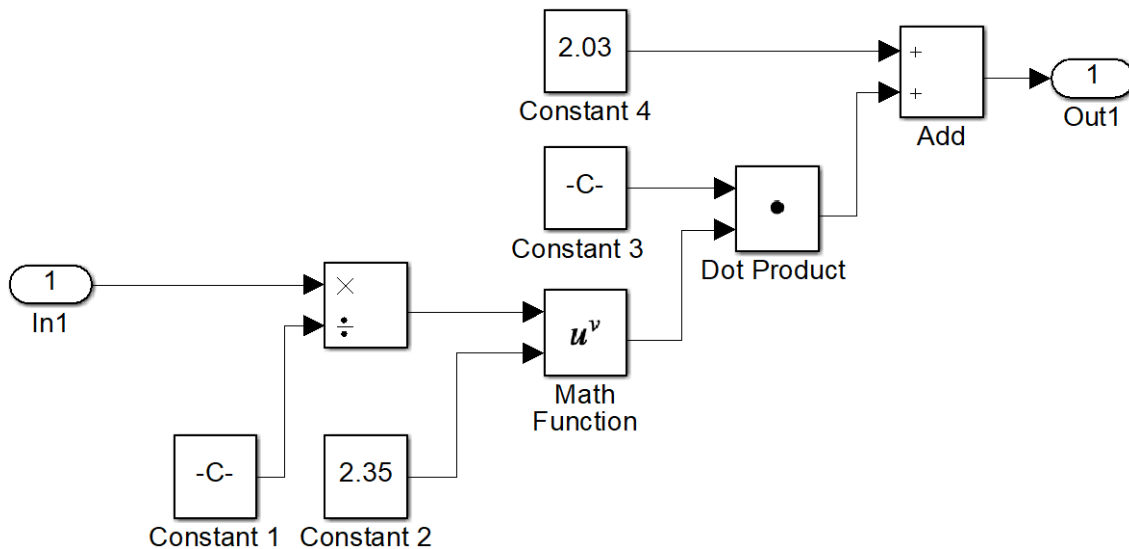 2.03
Constant 4
+
+
Add
1
Out1
-C-
Constant 3
Dot Product
1
In1
×
÷
u^v
Math
Function
-C-
Constant 1
2.35
Constant 2